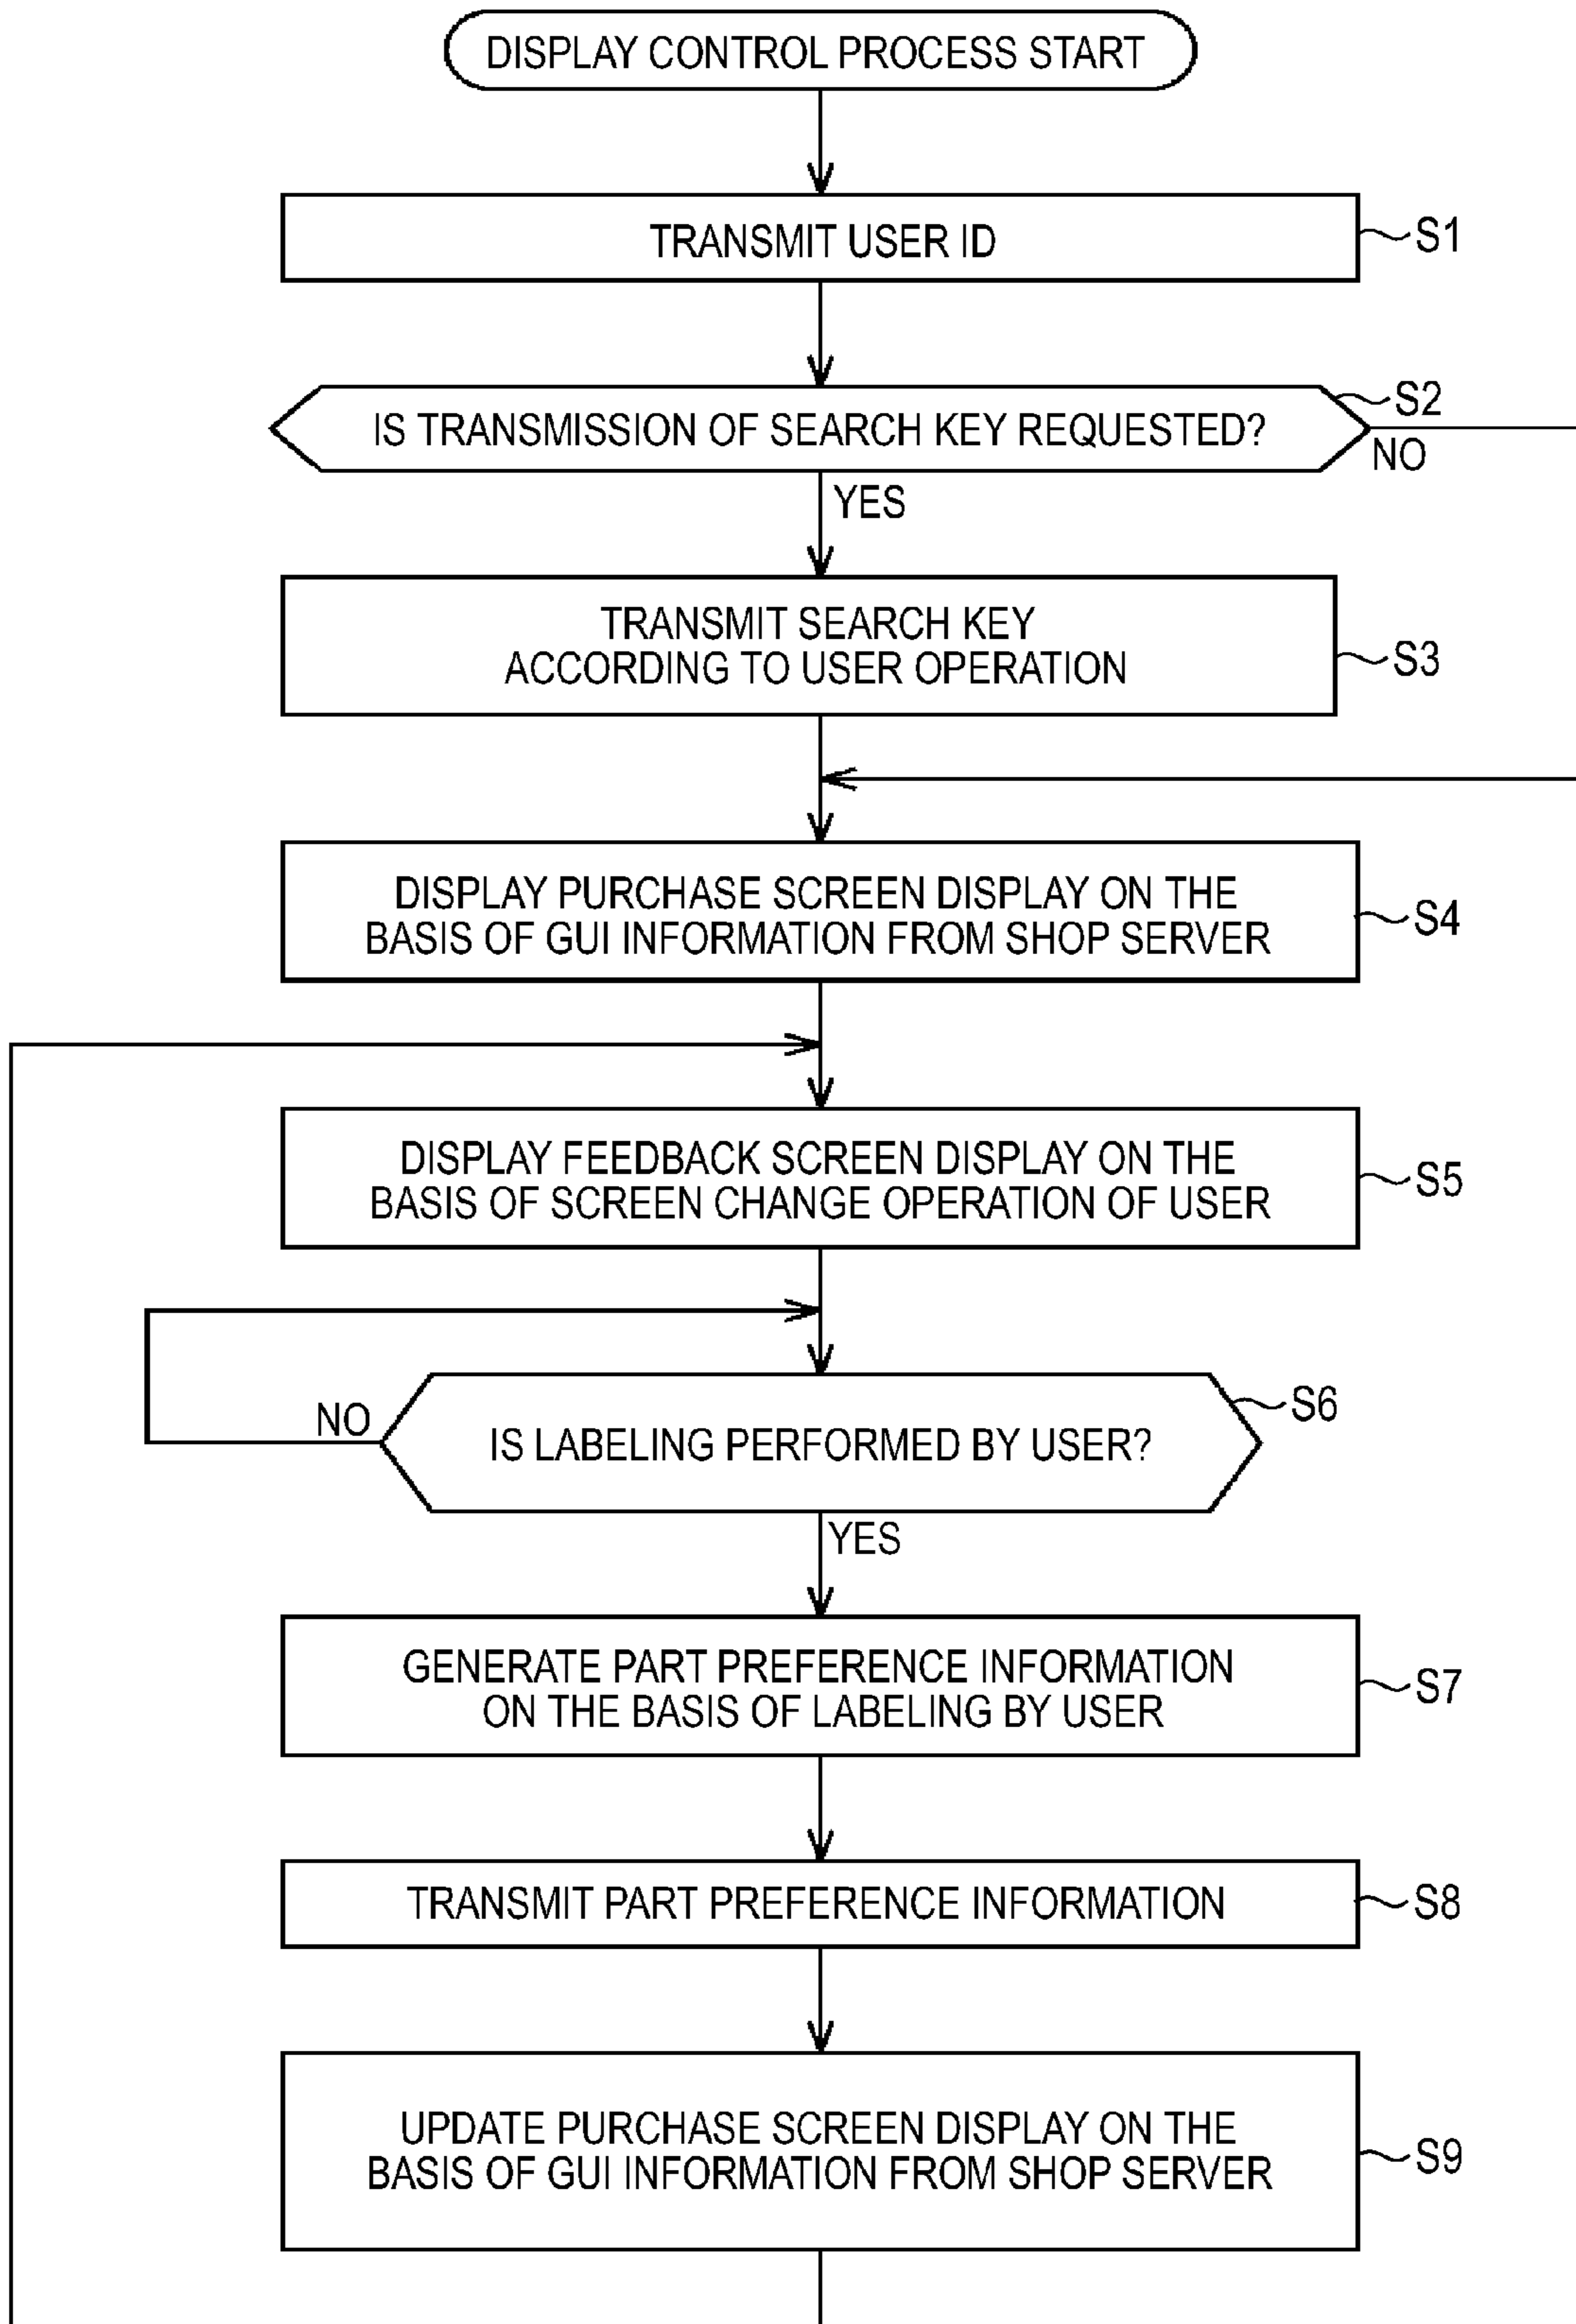 DISPLAY CONTROL PROCESS START
TRANSMIT USER ID
S1
IS TRANSMISSION OF SEARCH KEY REQUESTED?
S2
NO
YES
TRANSMIT SEARCH KEY
ACCORDING TO USER OPERATION
S3
DISPLAY PURCHASE SCREEN DISPLAY ON THE
BASIS OF GUI INFORMATION FROM SHOP SERVER
S4
DISPLAY FEEDBACK SCREEN DISPLAY ON THE
BASIS OF SCREEN CHANGE OPERATION OF USER
S5
NO
IS LABELING PERFORMED BY USER?
S6
YES
GENERATE PART PREFERENCE INFORMATION
ON THE BASIS OF LABELING BY USER
S7
TRANSMIT PART PREFERENCE INFORMATION
S8
UPDATE PURCHASE SCREEN DISPLAY ON THE
BASIS OF GUI INFORMATION FROM SHOP SERVER
S9